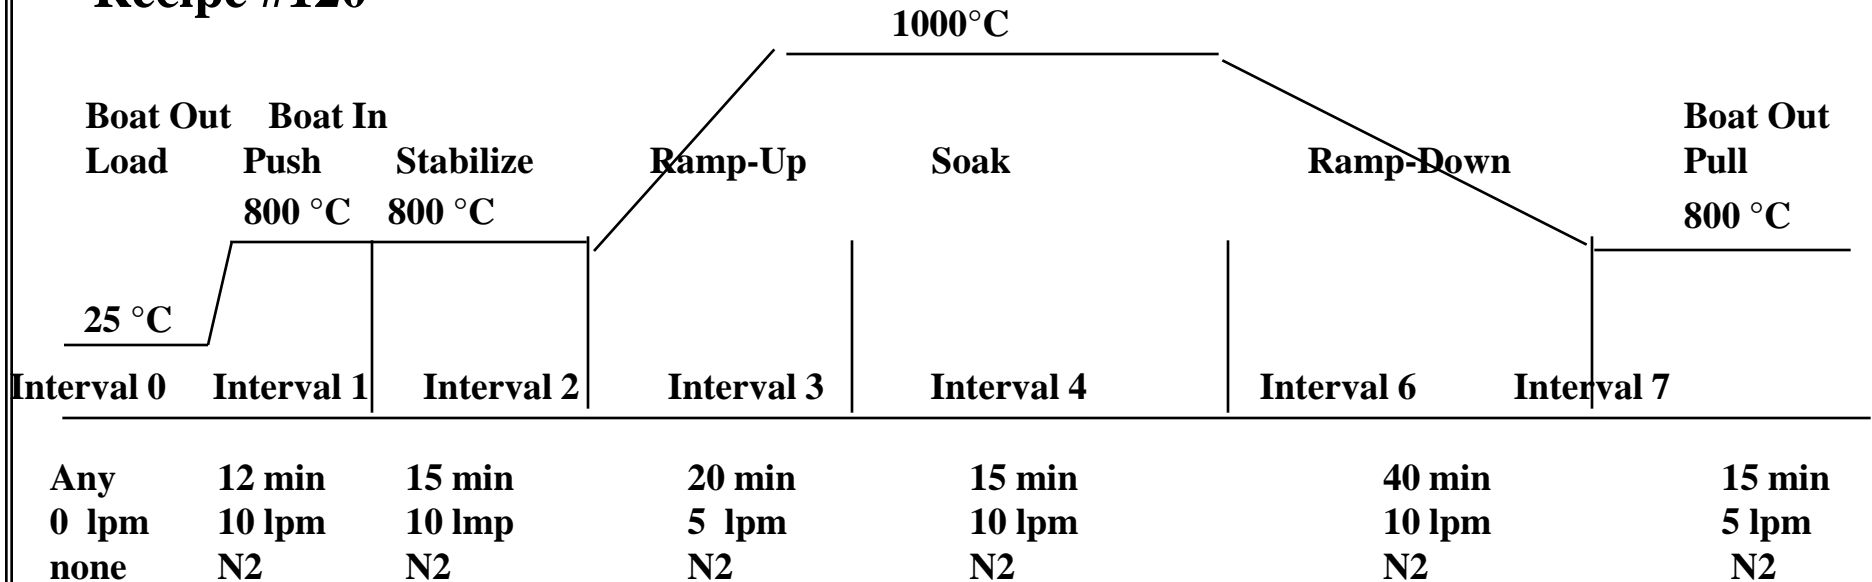 Recipe #120
1000°C
Boat Out Boat In Boat Out
Load Push Stabilize Ramp-Up Soak Ramp-Down Pull
800 °C 800 °C 800 °C
25 °C
Interval 0 Interval 1 Interval 2 Interval 3 Interval 4 Interval 6 Interval 7
Any 12 min 15 min 20 min 15 min 40 min 15 min
0 lpm 10 lpm 10 lmp 5 lpm 10 lpm 10 lpm 5 lpm
none N2 N2 N2 N2 N2 N2